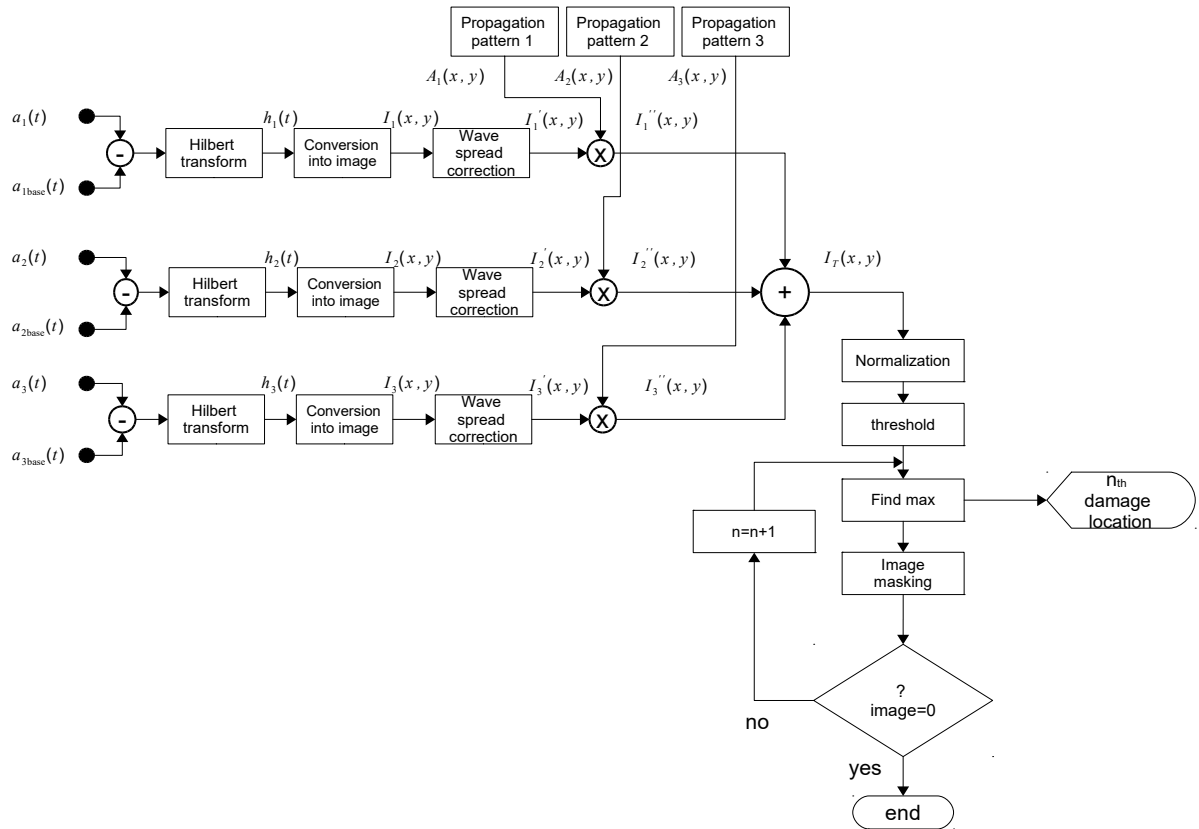 Propagation
pattern 1
Propagation
pattern 2
Propagation
pattern 3
A₁(x, y)
A₂(x, y)
A₃(x, y)
a₁(t)
h₁(t)
I₁(x, y)
I₁'(x, y)
I₁''(x, y)
-
Hilbert
transform
Conversion
into image
Wave
spread
correction
X
a₁base(t)
a₂(t)
h₂(t)
I₂(x, y)
I₂'(x, y)
I₂''(x, y)
I_T(x, y)
-
Hilbert
transform
Conversion
into image
Wave
spread
correction
X
+
a₂base(t)
a₃(t)
h₃(t)
I₃(x, y)
I₃'(x, y)
I₃''(x, y)
-
Hilbert
transform
Conversion
into image
Wave
spread
correction
X
a₃base(t)
Normalization
threshold
Find max
nth
damage
location
n=n+1
Image
masking
?
image=0
no
yes
end